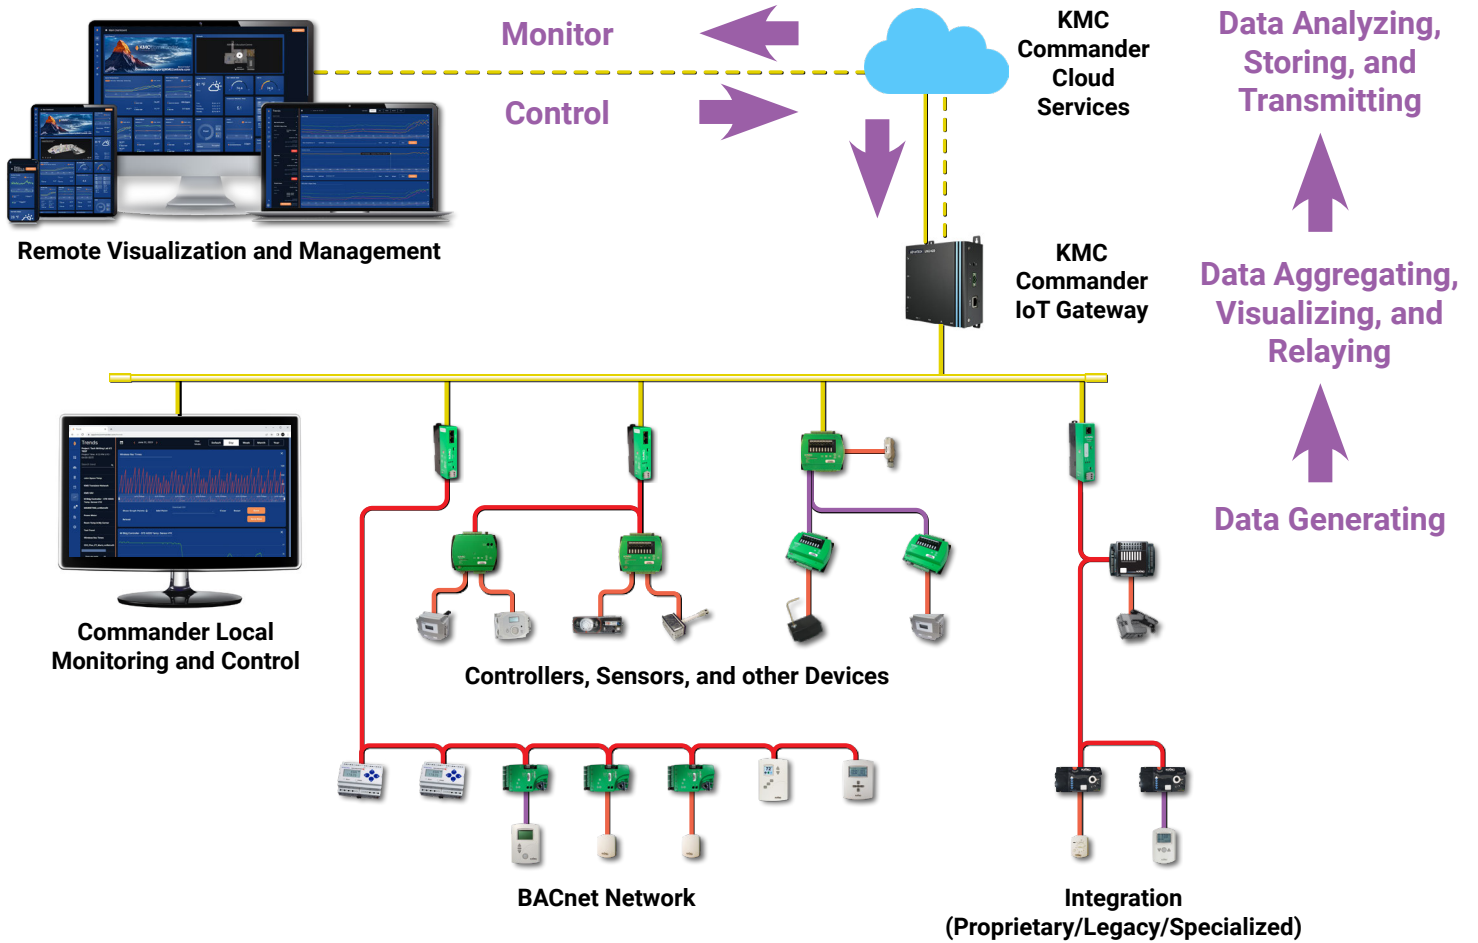 Monitor
Control
KMC
Commander
Cloud
Services
Data Analyzing,
Storing, and
Transmitting
Remote Visualization and Management
KMC
Commander
IoT Gateway
Data Aggregating,
Visualizing, and
Relaying
Data Generating
Trends
Commander Local
Monitoring and Control
Controllers, Sensors, and other Devices
BACnet Network
Integration
(Proprietary/Legacy/Specialized)